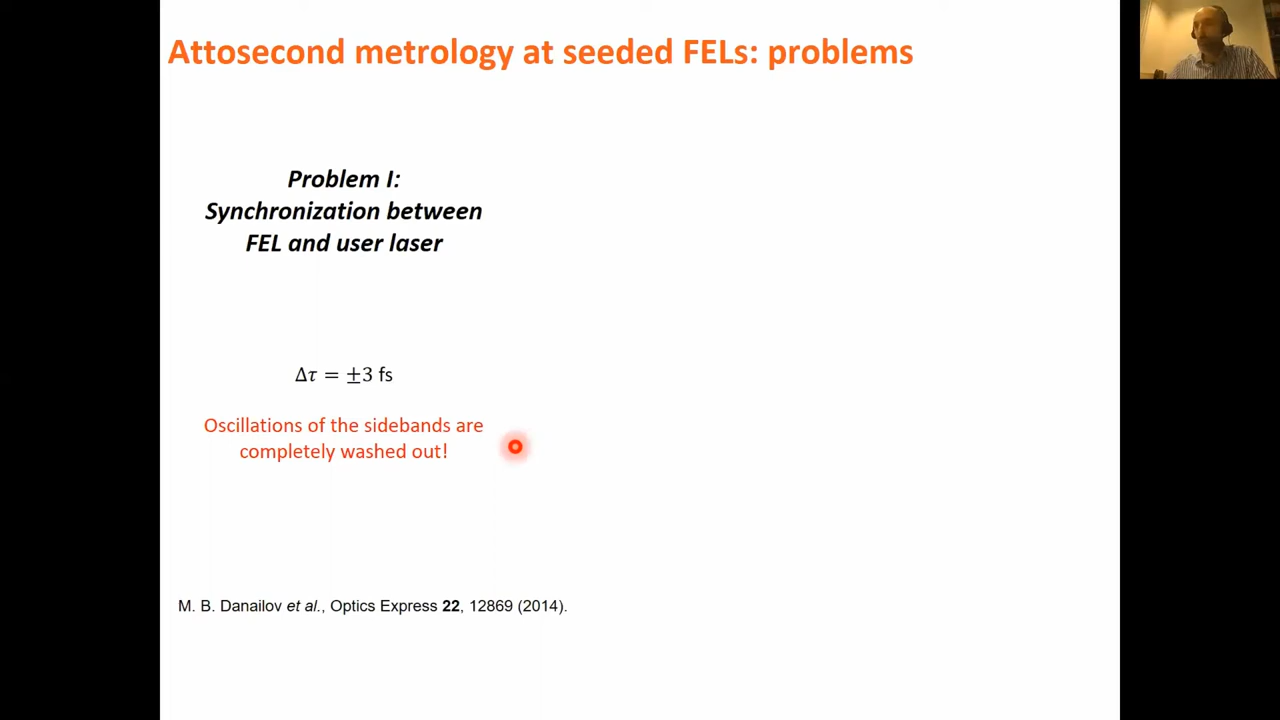 Attosecond metrology at seeded FELs: problems
Problem I:
Synchronization between
FEL and user laser
Δτ = ±3 fs
Oscillations of the sidebands are
completely washed out!
M. B. Danailov et al., Optics Express 22, 12869 (2014).